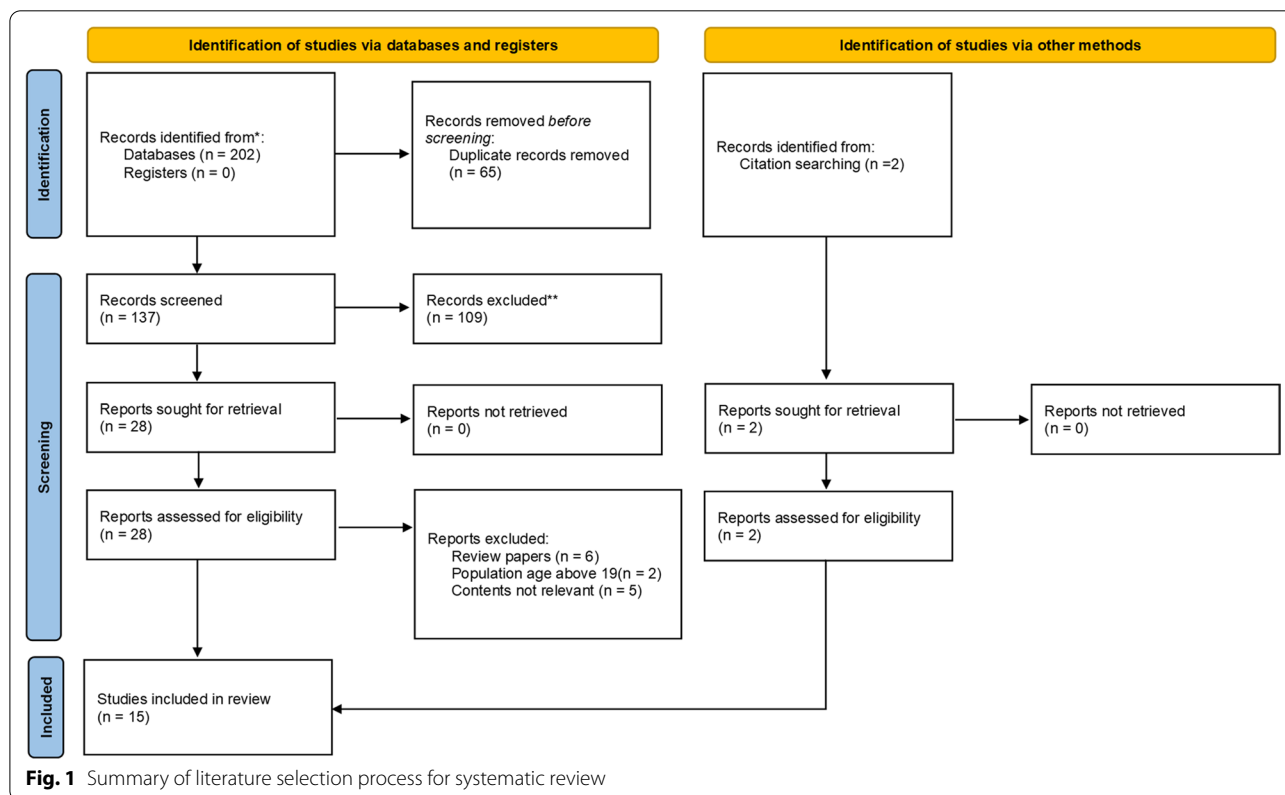 Identification of studies via databases and registers
Identification of studies via other methods
Identification
Records identified from*:
Databases (n = 202)
Registers (n = 0)
Records removed before
screening:
Duplicate records removed
(n = 65)
Records identified from:
Citation searching (n =2)
Screening
Records screened
(n = 137)
Records excluded**
(n = 109)
Reports sought for retrieval
(n = 28)
Reports not retrieved
(n = 0)
Reports sought for retrieval
(n = 2)
Reports not retrieved
(n = 0)
Reports assessed for eligibility
(n = 28)
Reports excluded:
Review papers (n = 6)
Population age above 19(n = 2)
Contents not relevant (n = 5)
Reports assessed for eligibility
(n = 2)
Included
Studies included in review
(n = 15)
Fig. 1 Summary of literature selection process for systematic review